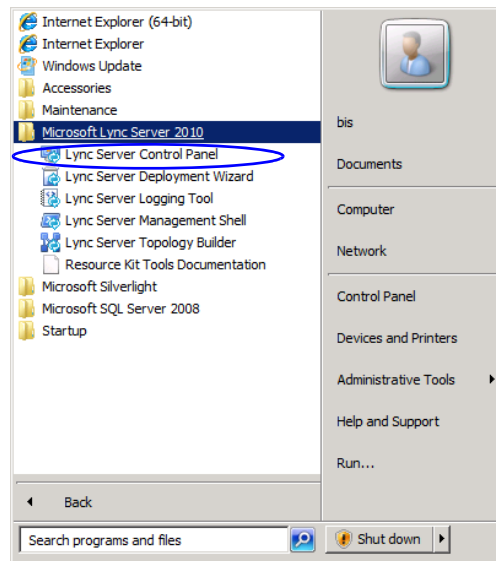 Internet Explorer (64-bit)
Internet Explorer
Windows Update
Accessories
Maintenance
Microsoft Lync Server 2010
Lync Server Control Panel
Lync Server Deployment Wizard
Lync Server Logging Tool
Lync Server Management Shell
Lync Server Topology Builder
Resource Kit Tools Documentation
Microsoft Silverlight
Microsoft SQL Server 2008
Startup
Back
Search programs and files
bis
Documents
Computer
Network
Control Panel
Devices and Printers
Administrative Tools
Help and Support
Run...
Shut down